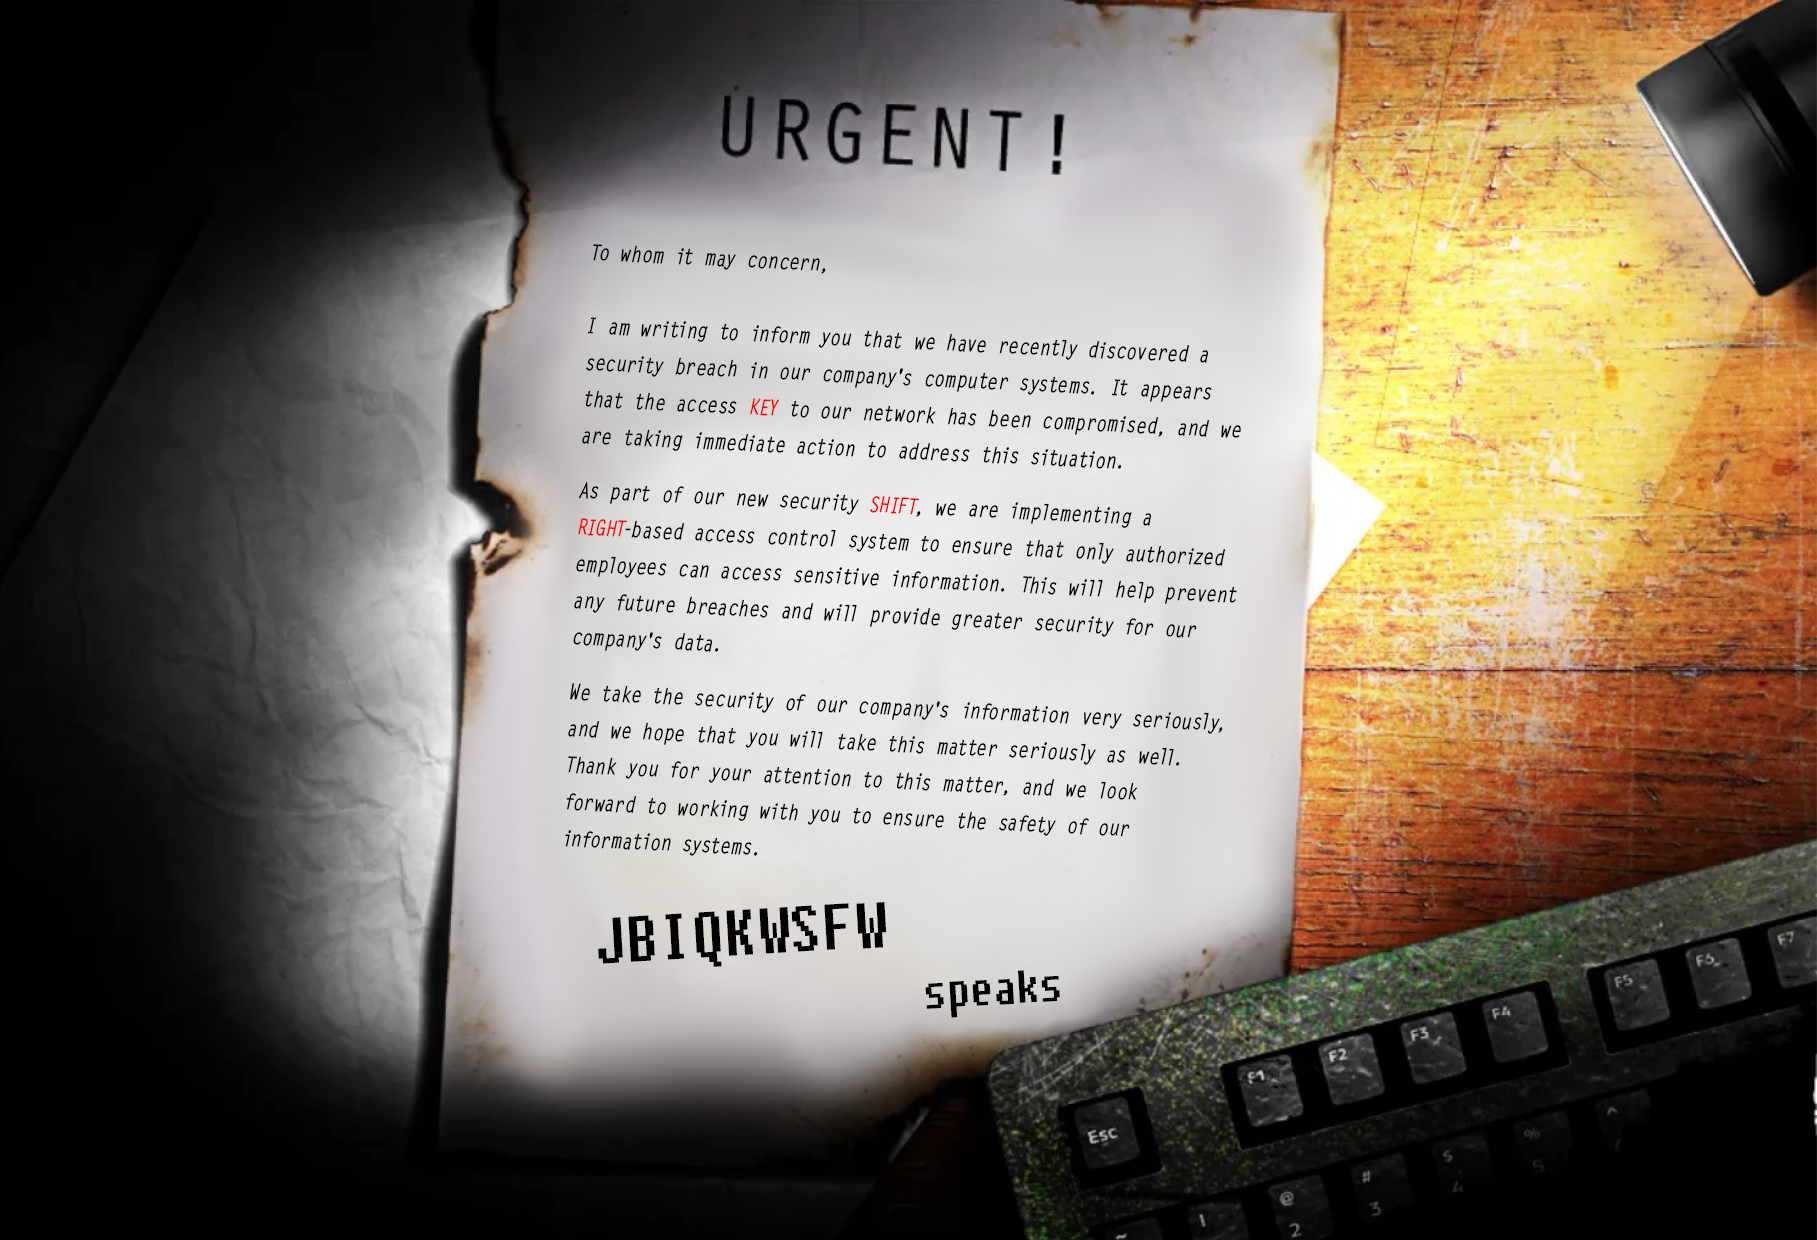 URGENT!
To whom it may concern,
I am writing to inform you that we have recently discovered a
security breach in our company's computer systems. It appears
that the access KEY to our network has been compromised, and we
are taking immediate action to address this situation.
As part of our new security SHIFT, we are implementing a
RIGHT-based access control system to ensure that only authorized
employees can access sensitive information. This will help prevent
any future breaches and will provide greater security for our
company's data.
We take the security of our company's information very seriously,
and we hope that you will take this matter seriously as well.
Thank you for your attention to this matter, and we look
forward to working with you to ensure the safety of our
information systems.
JBIQKWSFW
speaks
Esc F1 F2 F3 F4 F5 F6 F7
~ ! @ # $ % ^
2 3 4 5